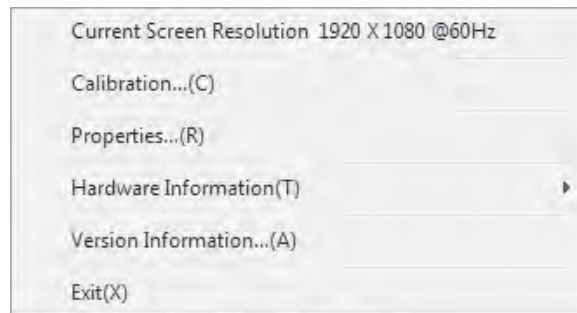 Current Screen Resolution 1920 X 1080 @60Hz
Calibration...(C)
Properties...(R)
Hardware Information(T)
Version Information...(A)
Exit(X)